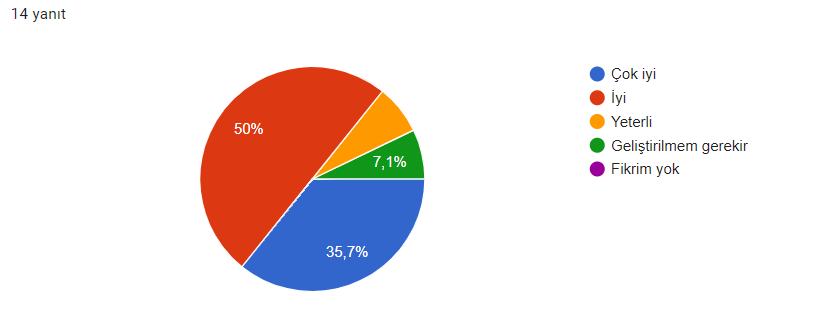 14 yanıt
50%
7,1%
35,7%
Çok iyi
İyi
Yeterli
Geliştirilmem gerekir
Fikrim yok